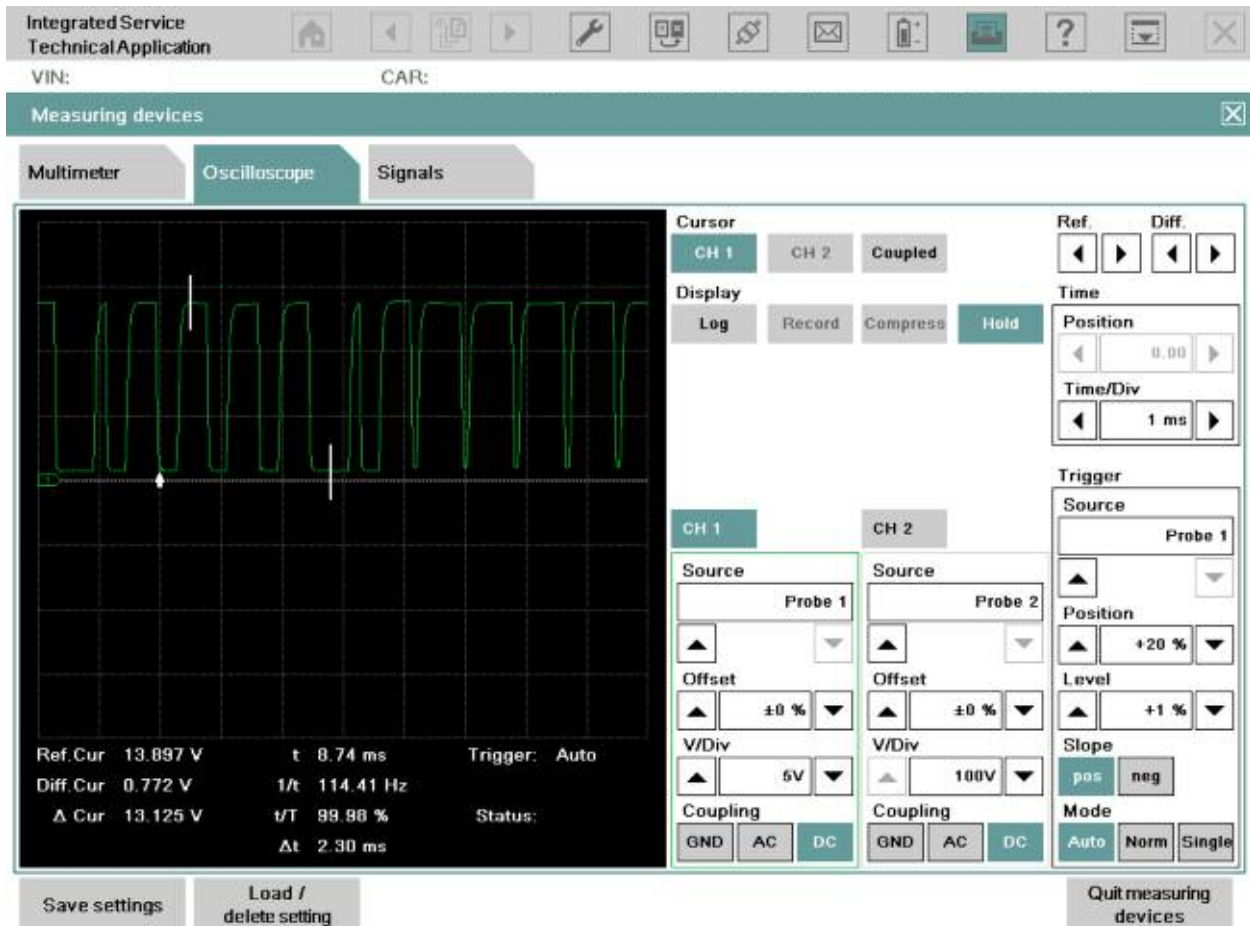 Integrated Service
Technical Application
?
VIN:
CAR:
Measuring devices
Multimeter
Oscilloscope
Signals
Cursor
CH 1
CH 2
Coupled
Ref.
Diff.
Display
Log
Record
Compress
Hold
Time
Position
0.00
Time/Div
1 ms
Trigger
Source
Probe 1
Position
+20 %
Level
+1 %
Slope
pos
neg
Mode
Auto
Norm
Single
CH 1
Source
Probe 1
Offset
±0 %
V/Div
5V
Coupling
GND
AC
DC
CH 2
Source
Probe 2
Offset
±0 %
V/Div
100V
Coupling
GND
AC
DC
1
Ref.Cur 13.897 V t 8.74 ms Trigger: Auto
Diff.Cur 0.772 V 1/t 114.41 Hz
Δ Cur 13.125 V t/T 99.98 % Status:
Δt 2.30 ms
Save settings
Load /
delete setting
Quit measuring
devices